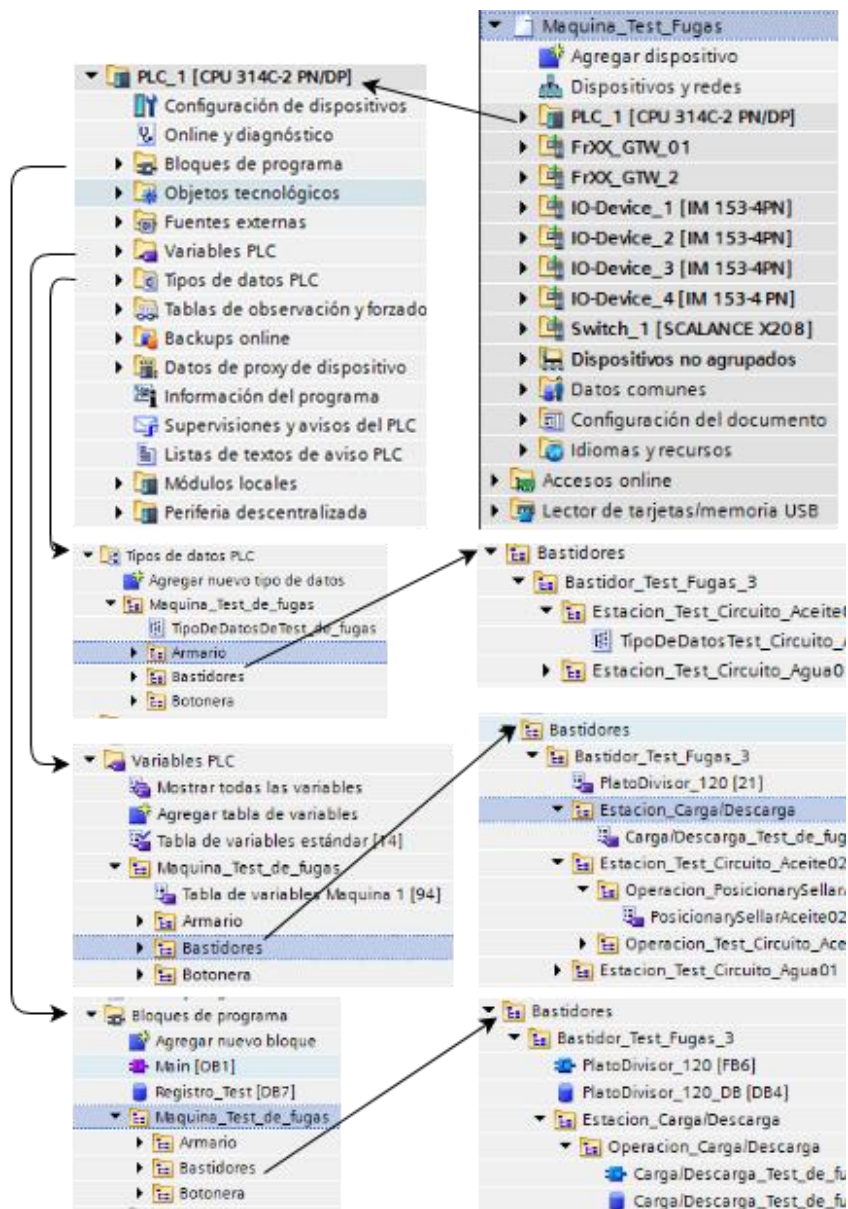 PLC_1 [CPU 314C-2 PN/DP]
Configuración de dispositivos
Online y diagnóstico
Bloques de programa
Objetos tecnológicos
Fuentes externas
Variables PLC
Tipos de datos PLC
Tablas de observación y forzado
Backups online
Datos de proxy de dispositivo
Información del programa
Supervisiones y avisos del PLC
Listas de textos de aviso PLC
Módulos locales
Periferia descentralizada
Maquina_Test_Fugas
Agregar dispositivo
Dispositivos y redes
PLC_1 [CPU 314C-2 PN/DP]
FrXX_GTW_01
FrXX_GTW_2
IO-Device_1 [IM 153-4PN]
IO-Device_2 [IM 153-4PN]
IO-Device_3 [IM 153-4PN]
IO-Device_4 [IM 153-4 PN]
Switch_1 [SCALANCE X208]
Dispositivos no agrupados
Datos comunes
Configuración del documento
Idiomas y recursos
Accesos online
Lector de tarjetas/memoria USB
Tipos de datos PLC
Agregar nuevo tipo de datos
Maquina_Test_de_fugas
TipoDeDatosDeTest_de_fugas
Armario
Bastidores
Botonera
Bastidores
Bastidor_Test_Fugas_3
Estacion_Test_Circuito_Aceite0
TipoDeDatosTest_Circuito_
Estacion_Test_Circuito_Agua0
Variables PLC
Mostrar todas las variables
Agregar tabla de variables
Tabla de variables estándar [14]
Maquina_Test_de_fugas
Tabla de variables Maquina 1 [94]
Armario
Bastidores
Botonera
Bastidores
Bastidor_Test_Fugas_3
PlatoDivisor_120 [21]
Estacion_Carga/Descarga
Carga/Descarga_Test_de_fug
Estacion_Test_Circuito_Aceite02
Operacion_PosicionarySellar
PosicionarySellarAceite02
Operacion_Test_Circuito_Ace
Estacion_Test_Circuito_Agua01
Bloques de programa
Agregar nuevo bloque
Main [OB1]
Registro_Test [DB7]
Maquina_Test_de_fugas
Armario
Bastidores
Botonera
Bastidores
Bastidor_Test_Fugas_3
PlatoDivisor_120 [FB6]
PlatoDivisor_120_DB [DB4]
Estacion_Carga/Descarga
Operacion_Carga/Descarga
Carga/Descarga_Test_de_fu
Carga/Descarga_Test_de_fu